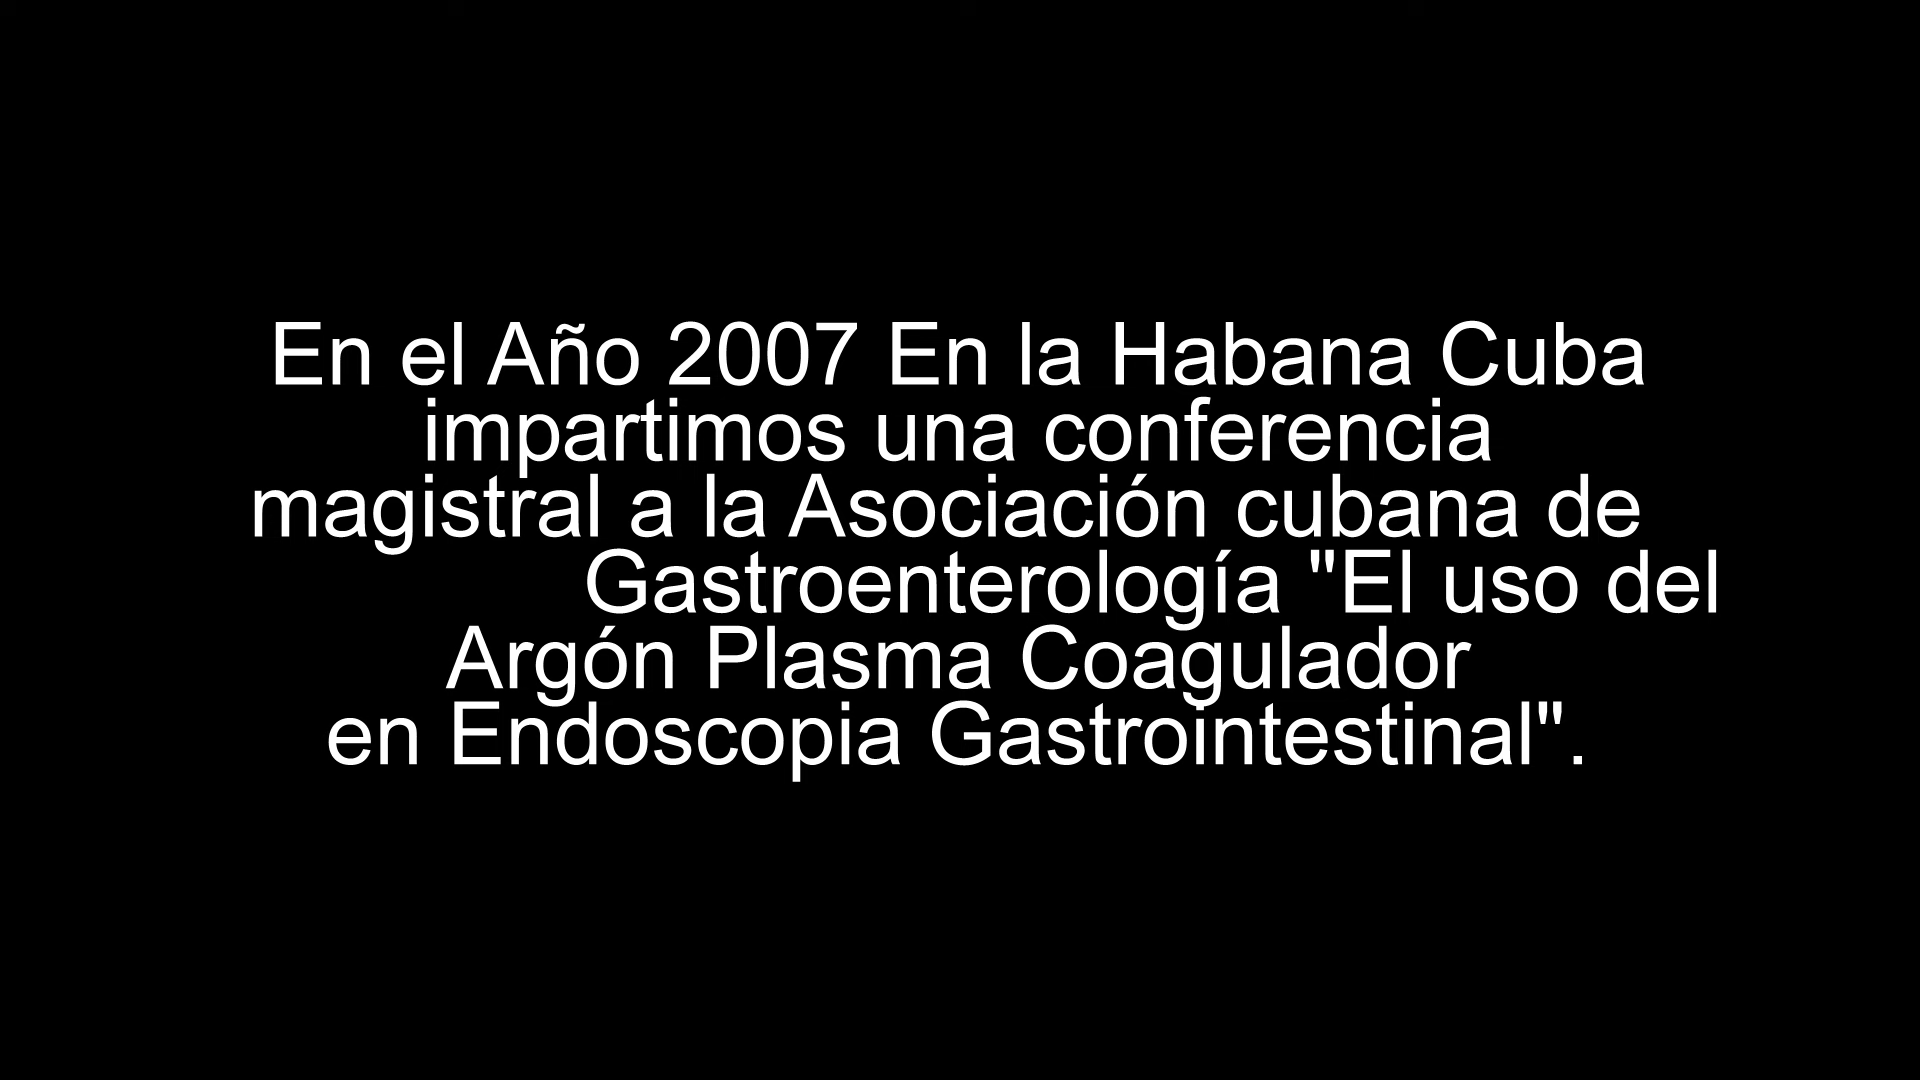 En el Año 2007 En la Habana Cuba
impartimos una conferencia
magistral a la Asociación cubana de
Gastroenterología "El uso del
Argón Plasma Coagulador
en Endoscopia Gastrointestinal".